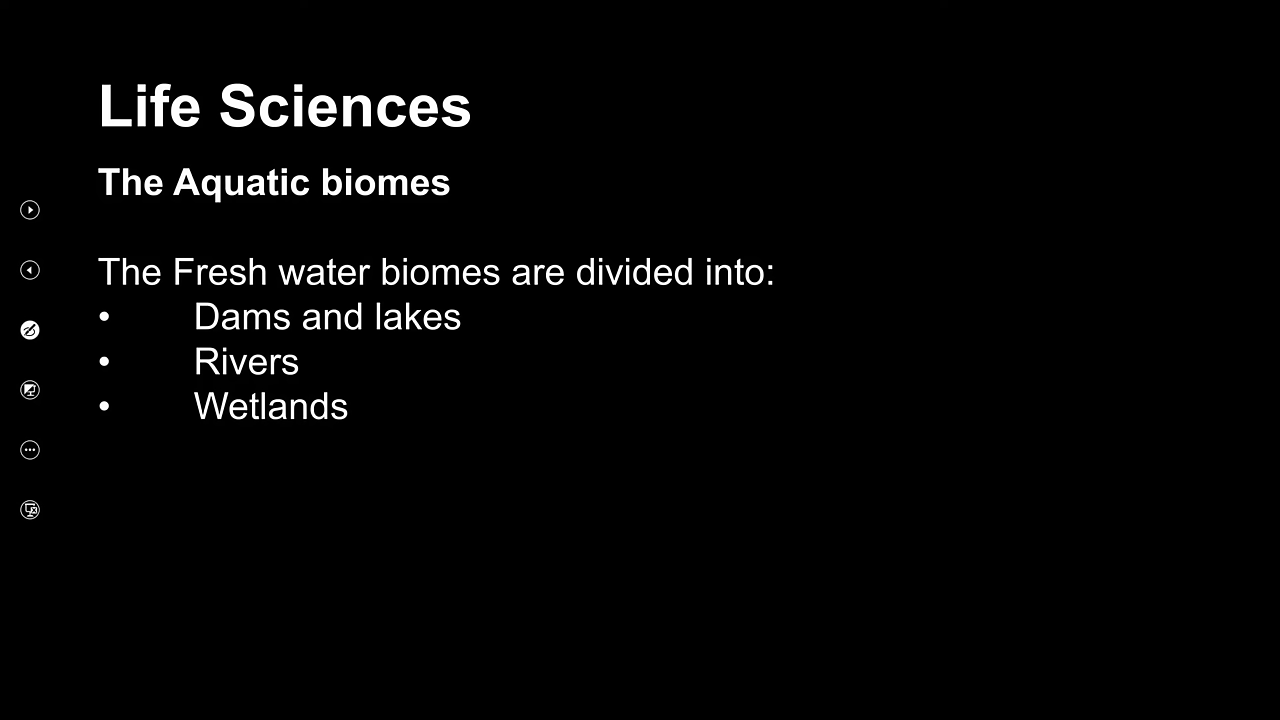 Life Sciences
The Aquatic biomes
The Fresh water biomes are divided into:
• Dams and lakes
• Rivers
• Wetlands